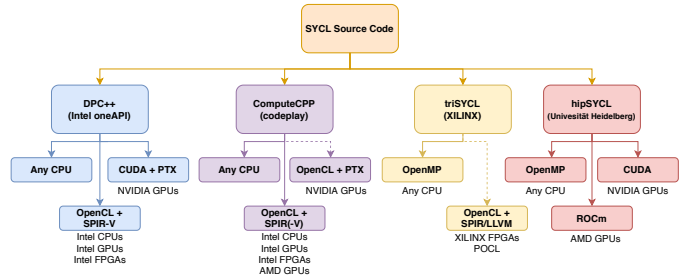 SYCL Source Code
DPC++
(Intel oneAPI)
ComputeCPP
(codeplay)
triSYCL
(XILINX)
hipSYCL
(Univisität Heidelberg)
Any CPU
CUDA + PTX
NVIDIA GPUs
OpenCL +
SPIR-V
Intel CPUs
Intel GPUs
Intel FPGAs
Any CPU
OpenCL + PTX
NVIDIA GPUs
OpenCL +
SPIR(-V)
Intel CPUs
Intel GPUs
Intel FPGAs
AMD GPUs
OpenMP
Any CPU
OpenCL +
SPIR/LLVM
XILINX FPGAs
POCL
OpenMP
Any CPU
CUDA
NVIDIA GPUs
ROCm
AMD GPUs